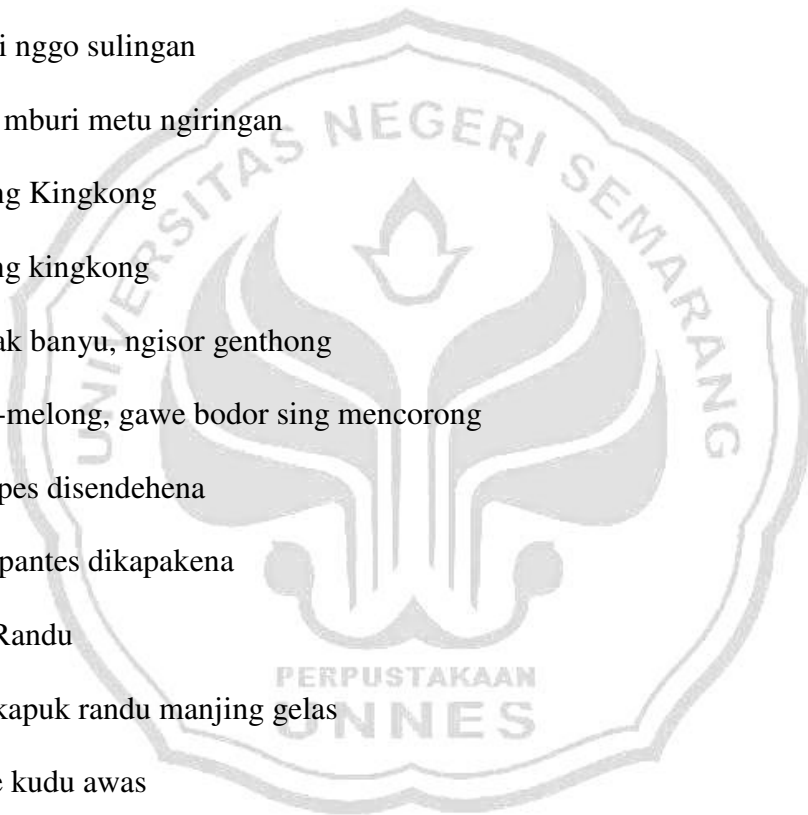 i nggo sulingan
mburi metu ngiringan
ng Kingkong
ng kingkong
ak banyu, ngisor genthong
-melong, gawe bodor sing mencorong
pes disendehena
pantes dikapakena
Randu
kapuk randu manjing gelas
e kudu awas
UNIVERSITAS NEGERI SEMARANG
PERPUSTAKAAN
UNNES